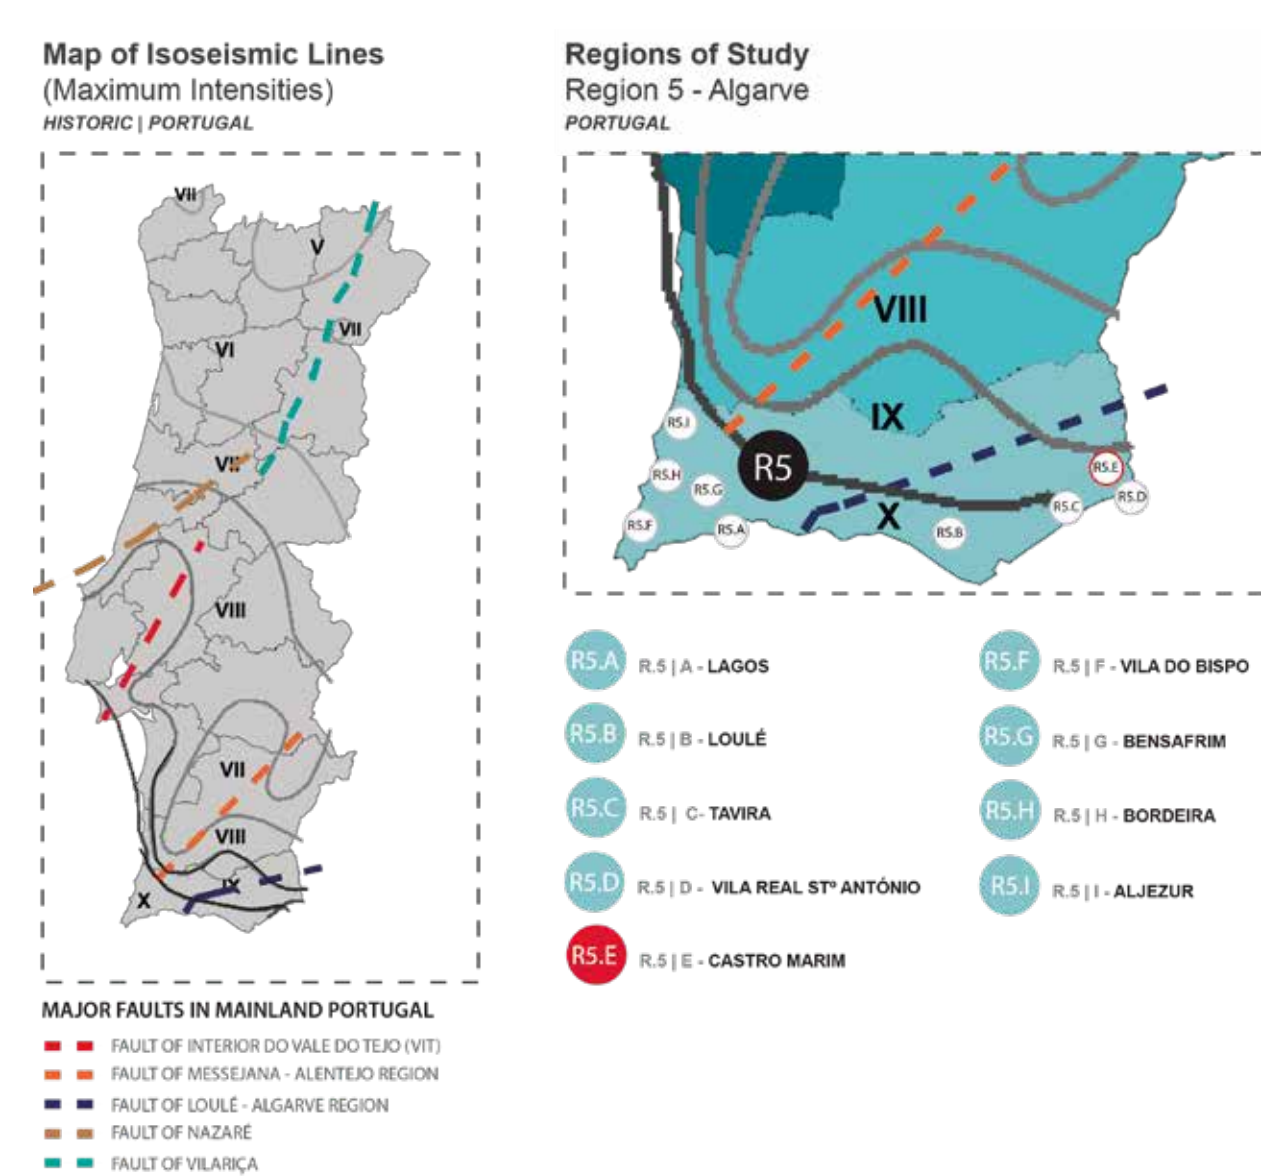 Map of Isoseismic Lines
(Maximum Intensities)
HISTORIC | PORTUGAL
VII
V
VII
VI
VII
VIII
VII
VIII
IX
X
MAJOR FAULTS IN MAINLAND PORTUGAL
FAULT OF INTERIOR DO VALE DO TEJO (VIT)
FAULT OF MESSEJANA - ALENTEJO REGION
FAULT OF LOULÉ - ALGARVE REGION
FAULT OF NAZARÉ
FAULT OF VILARIÇA
Regions of Study
Region 5 - Algarve
PORTUGAL
VIII
IX
R5.I
R5
R5.E
R5.H
R5.G
R5.D
R5.C
X
R5.F
R5.A
R5.B
R5.A R.5 | A - LAGOS
R5.B R.5 | B - LOULÉ
R5.C R.5 | C- TAVIRA
R5.D R.5 | D - VILA REAL STº ANTÓNIO
R5.E R.5 | E - CASTRO MARIM
R5.F R.5 | F - VILA DO BISPO
R5.G R.5 | G - BENSAFRIM
R5.H R.5 | H - BORDEIRA
R5.I R.5 | I - ALJEZUR